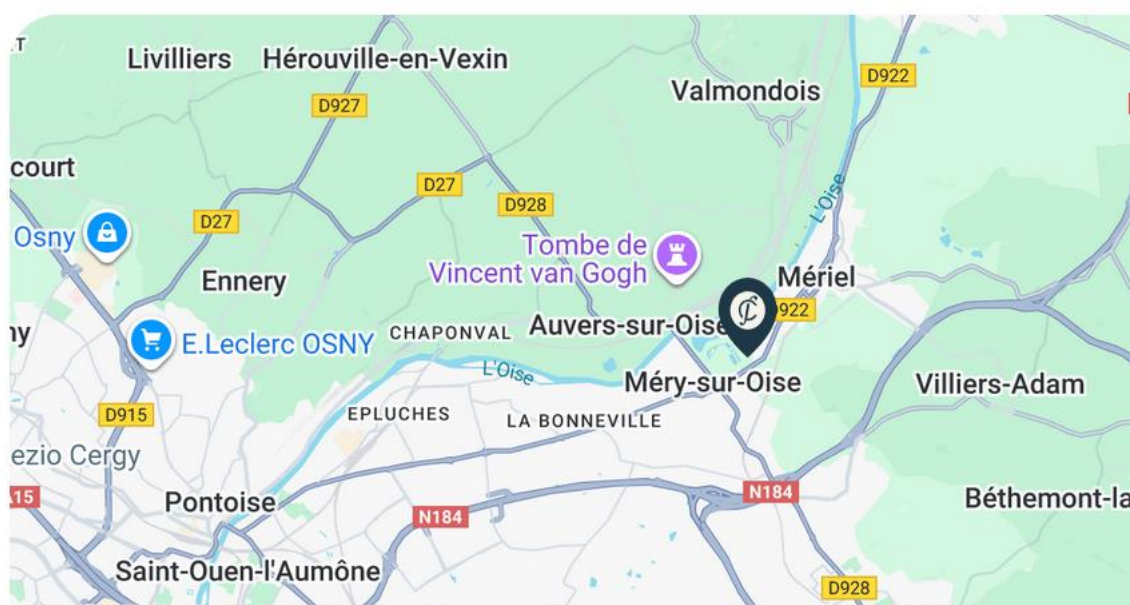 Livilliers
Hérouville-en-Vexin
Valmondois
D922
D927
court
D27
D928
L'Oise
Osny
D27
Tombe de
Vincent van Gogh
Ennery
Mériel
D922
CHAPONVAL
Auvers-sur-Oise
E.Leclerc OSNY
L'Oise
Méry-sur-Oise
Villiers-Adam
D915
EPLUCHES
LA BONNEVILLE
ezio Cergy
A15
Pontoise
N184
N184
Béthemont-la
Saint-Ouen-l'Aumône
D928